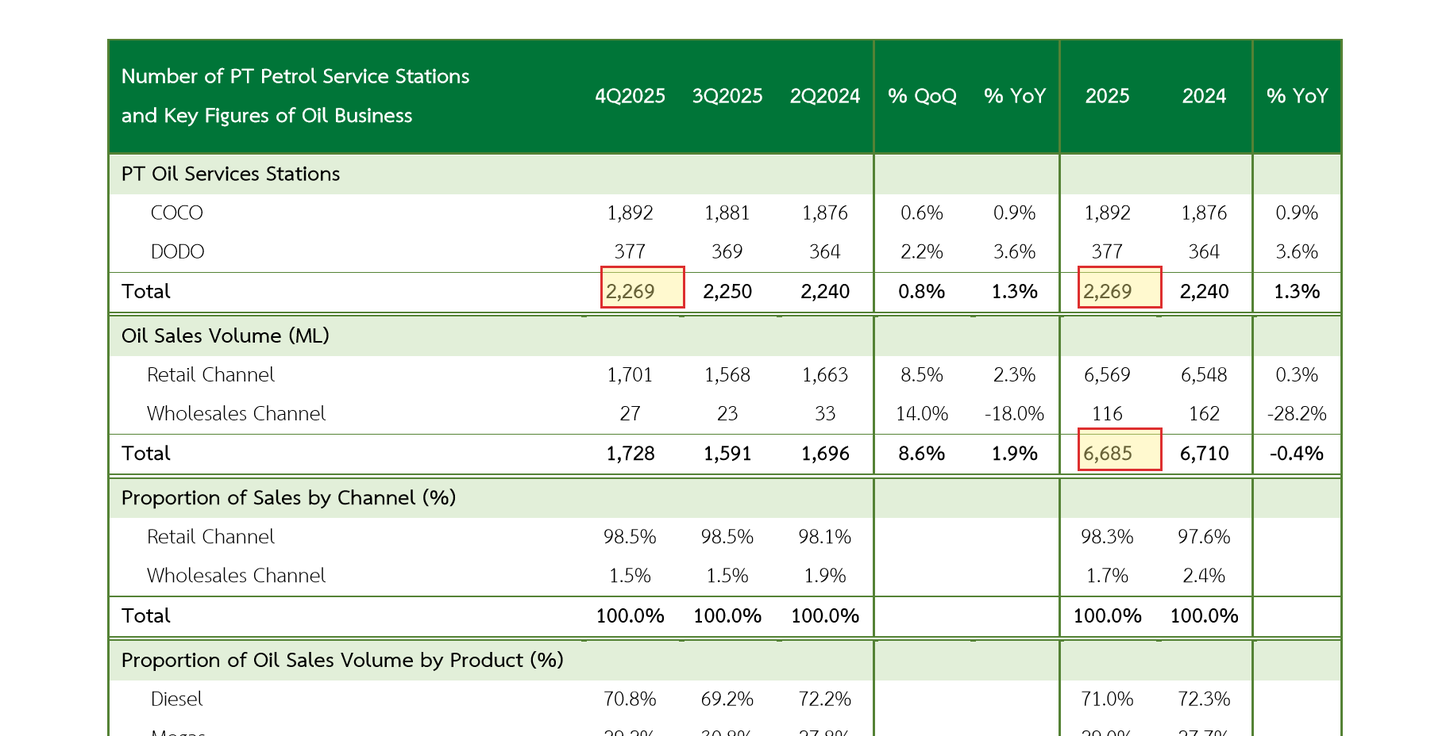 Number of PT Petrol Service Stations
and Key Figures of Oil Business 4Q2025 3Q2025 2Q2024 % QoQ % YoY 2025 2024 % YoY
PT Oil Services Stations
COCO 1,892 1,881 1,876 0.6% 0.9% 1,892 1,876 0.9%
DODO 377 369 364 2.2% 3.6% 377 364 3.6%
Total 2,269 2,250 2,240 0.8% 1.3% 2,269 2,240 1.3%
Oil Sales Volume (ML)
Retail Channel 1,701 1,568 1,663 8.5% 2.3% 6,569 6,548 0.3%
Wholesales Channel 27 23 33 14.0% -18.0% 116 162 -28.2%
Total 1,728 1,591 1,696 8.6% 1.9% 6,685 6,710 -0.4%
Proportion of Sales by Channel (%)
Retail Channel 98.5% 98.5% 98.1% 98.3% 97.6%
Wholesales Channel 1.5% 1.5% 1.9% 1.7% 2.4%
Total 100.0% 100.0% 100.0% 100.0% 100.0%
Proportion of Oil Sales Volume by Product (%)
Diesel 70.8% 69.2% 72.2% 71.0% 72.3%